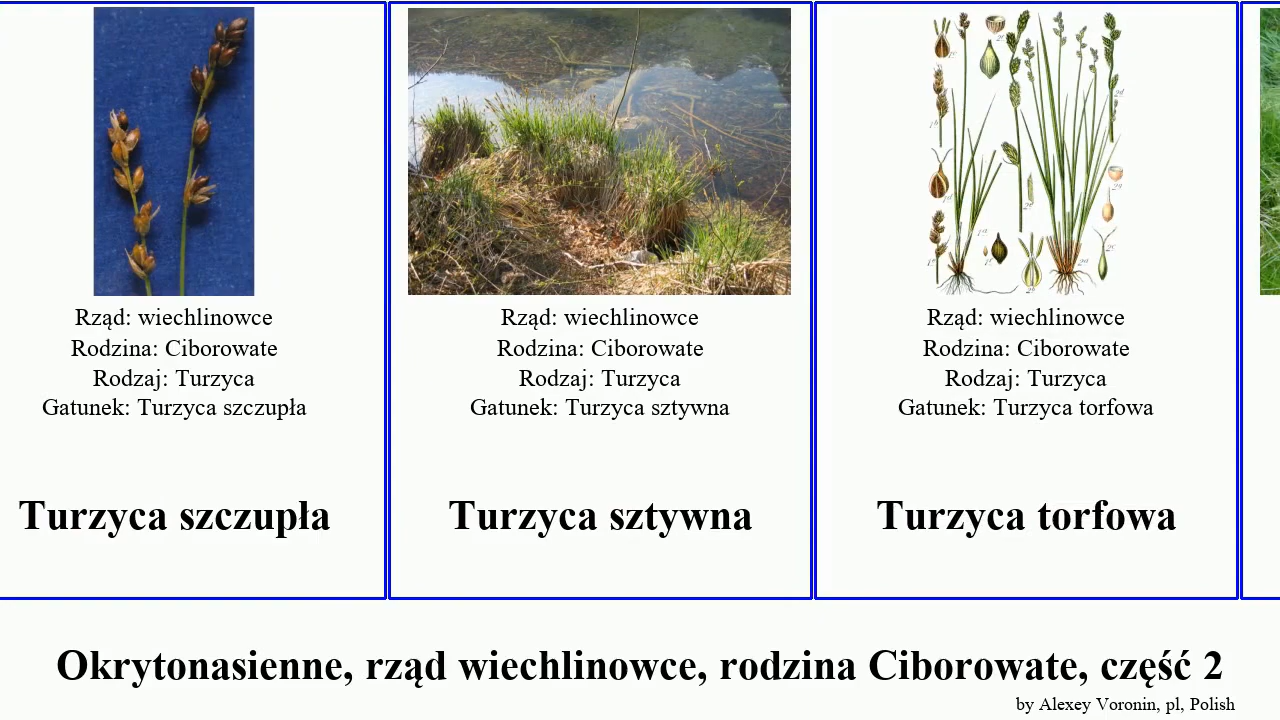 Rząd: wiechlinowce
Rodzina: Ciborowate
Rodzaj: Turzyca
Gatunek: Turzyca szczupła
Turzyca szczupła
Rząd: wiechlinowce
Rodzina: Ciborowate
Rodzaj: Turzyca
Gatunek: Turzyca sztywna
Turzyca sztywna
Rząd: wiechlinowce
Rodzina: Ciborowate
Rodzaj: Turzyca
Gatunek: Turzyca torfowa
Turzyca torfowa
Okrytonasienne, rząd wiechlinowce, rodzina Ciborowate, część 2
by Alexey Voronin, pl, Polish